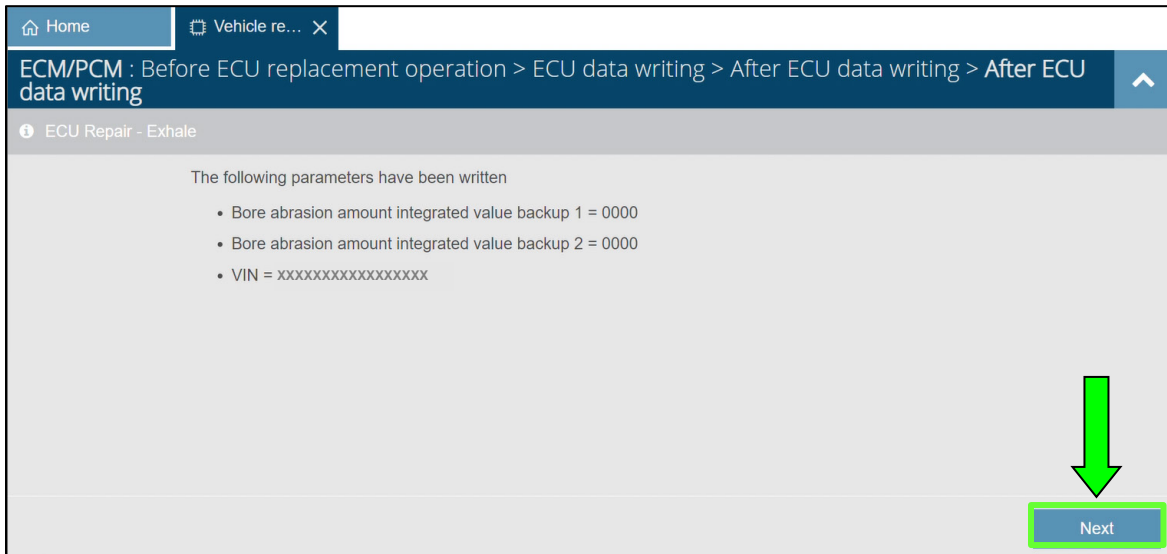 Home
Vehicle re…
ECM/PCM : Before ECU replacement operation > ECU data writing > After ECU data writing > After ECU
data writing
ECU Repair - Exhale
The following parameters have been written
• Bore abrasion amount integrated value backup 1 = 0000
• Bore abrasion amount integrated value backup 2 = 0000
• VIN = xxxxxxxxxxxxxxxxx
Next